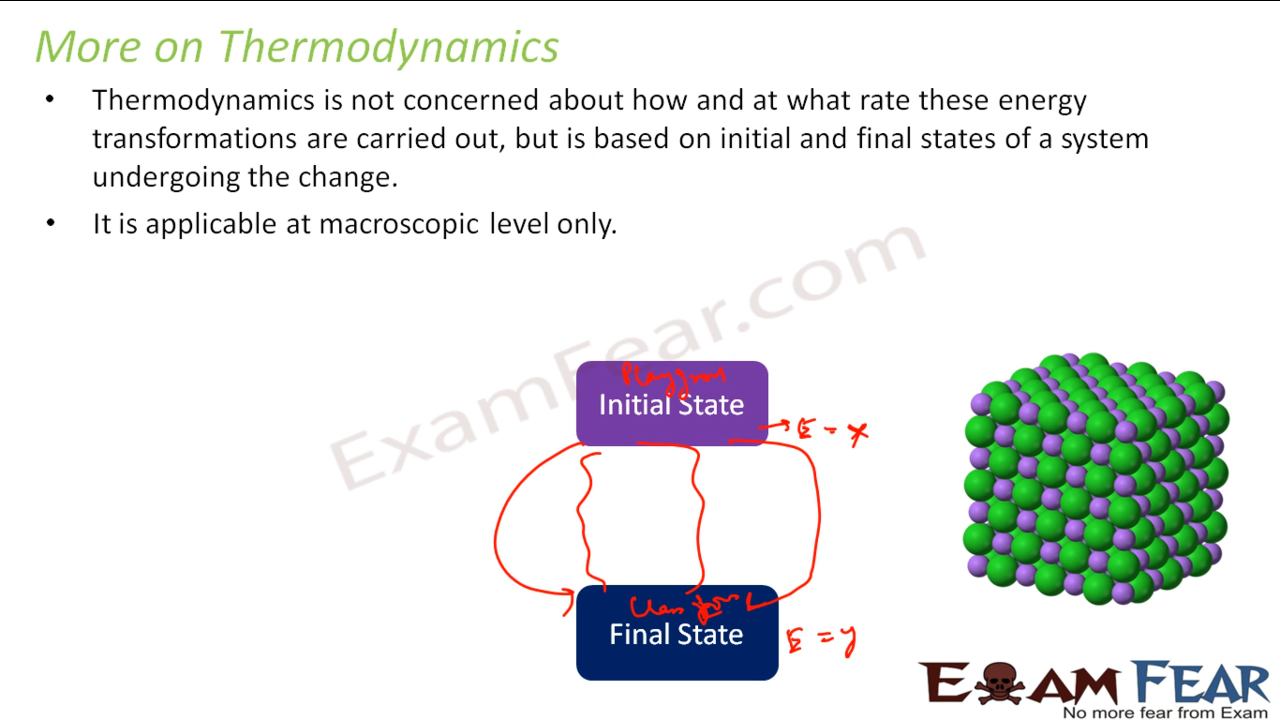 More on Thermodynamics
• Thermodynamics is not concerned about how and at what rate these energy
transformations are carried out, but is based on initial and final states of a system
undergoing the change.
• It is applicable at macroscopic level only.
ExamFear.com
Initial State
E = x
Class
Final State
E = y
EXAM FEAR
No more fear from Exam